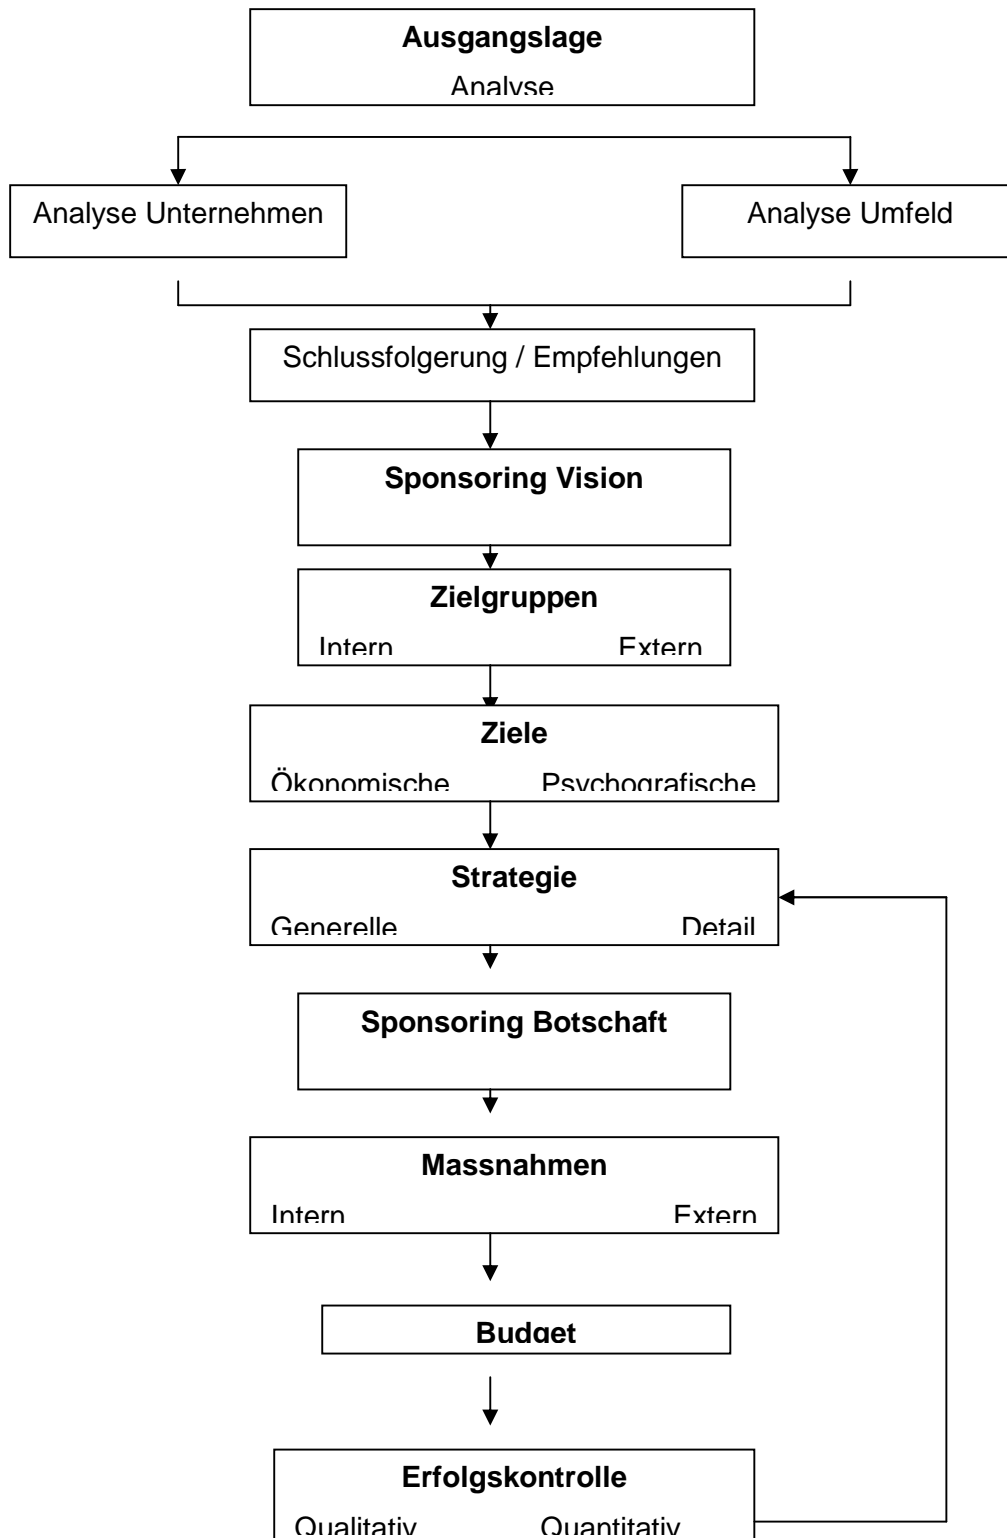 Ausgangslage
Analyse
Analyse Unternehmen
Analyse Umfeld
Schlussfolgerung / Empfehlungen
Sponsoring Vision
Zielgruppen
Intern Extern
Ziele
Ökonomische Psychografische
Strategie
Generelle Detail
Sponsoring Botschaft
Massnahmen
Intern Extern
Budget
Erfolgskontrolle
Qualitativ Quantitativ